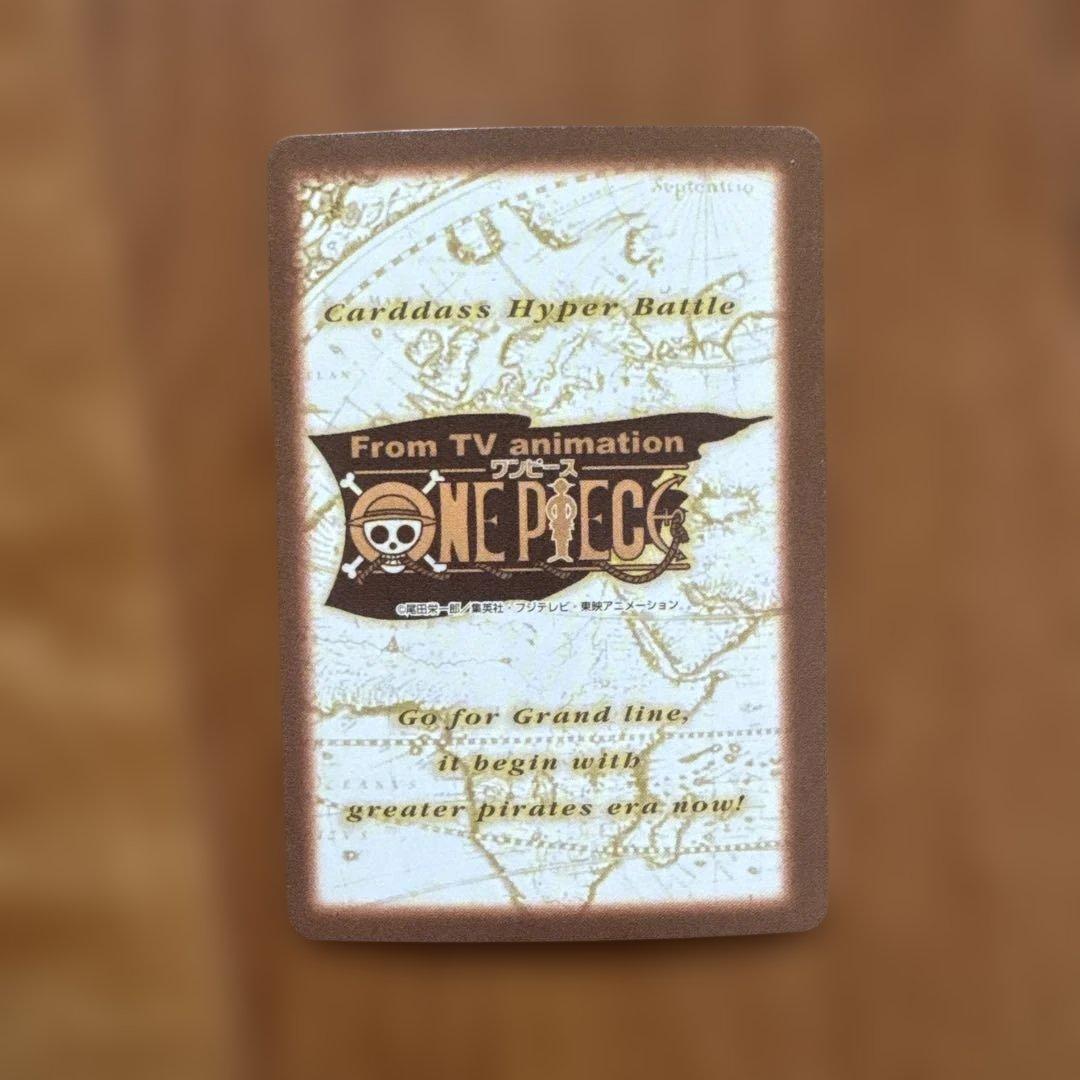 Septentrio
Carddass Hyper Battle
From TV animation
ワンピース
ONE PIECE
©尾田栄一郎／集英社・フジテレビ・東映アニメーション
Go for Grand line,
it begin with
greater pirates era now!